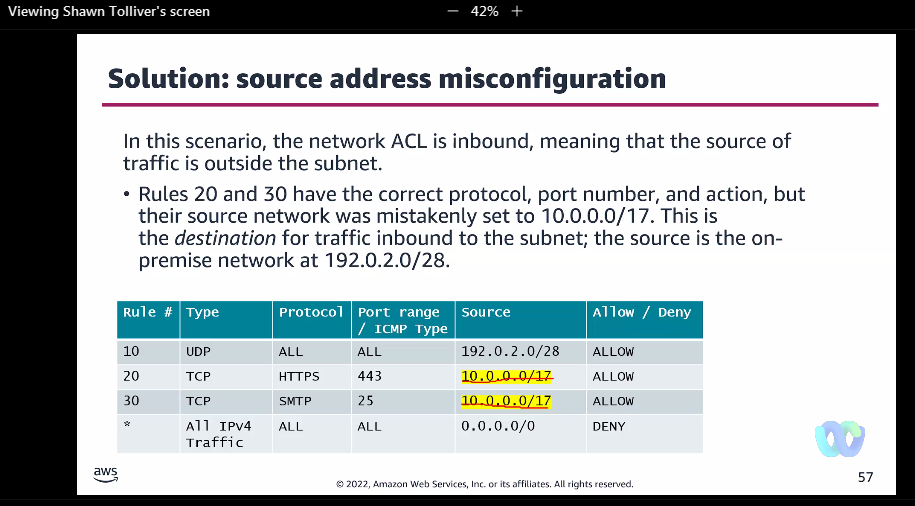 Viewing Shawn Tolliver's screen
— 42% +
Solution: source address misconfiguration
In this scenario, the network ACL is inbound, meaning that the source of
traffic is outside the subnet.
• Rules 20 and 30 have the correct protocol, port number, and action, but
their source network was mistakenly set to 10.0.0.0/17. This is
the destination for traffic inbound to the subnet; the source is the on-
premise network at 192.0.2.0/28.
Rule # Type Protocol Port range Source Allow / Deny
/ ICMP Type
10 UDP ALL ALL 192.0.2.0/28 ALLOW
20 TCP HTTPS 443 10.0.0.0/17 ALLOW
30 TCP SMTP 25 10.0.0.0/17 ALLOW
* All IPv4 ALL ALL 0.0.0.0/0 DENY
Traffic
aws
© 2022, Amazon Web Services, Inc. or its affiliates. All rights reserved.
57